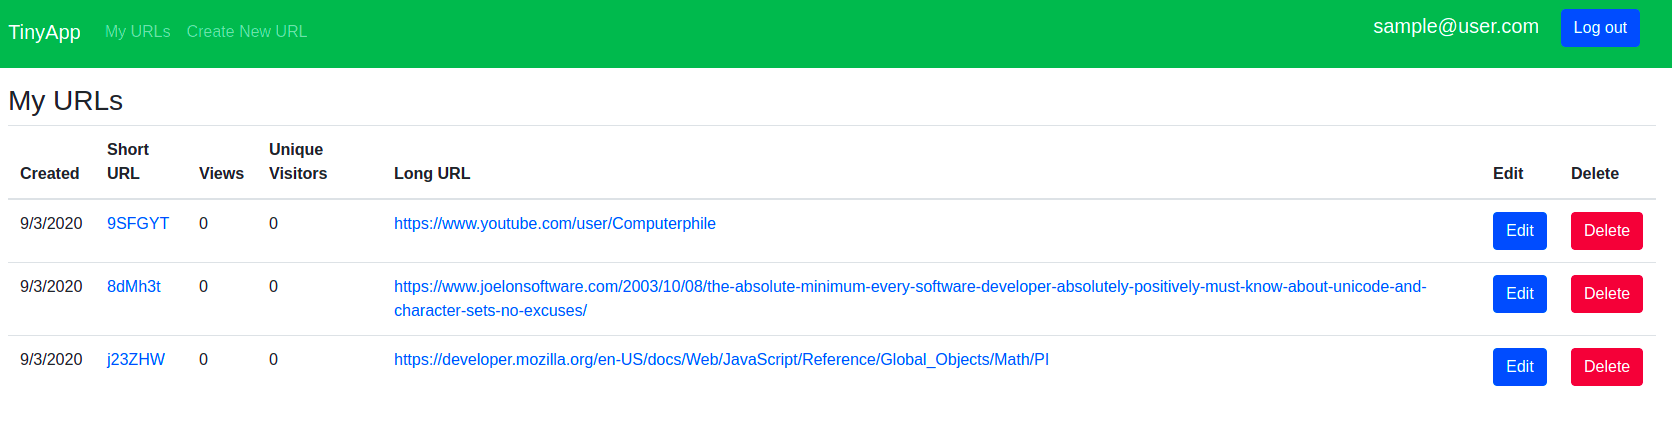 TinyApp My URLs Create New URL sample@user.com Log out
My URLs
Created Short URL Views Unique Visitors Long URL Edit Delete
9/3/2020 9SFGYT 0 0 https://www.youtube.com/user/Computerphile Edit Delete
9/3/2020 8dMh3t 0 0 https://www.joelonsoftware.com/2003/10/08/the-absolute-minimum-every-software-developer-absolutely-positively-must-know-about-unicode-and-
character-sets-no-excuses/ Edit Delete
9/3/2020 j23ZHW 0 0 https://developer.mozilla.org/en-US/docs/Web/JavaScript/Reference/Global_Objects/Math/PI Edit Delete